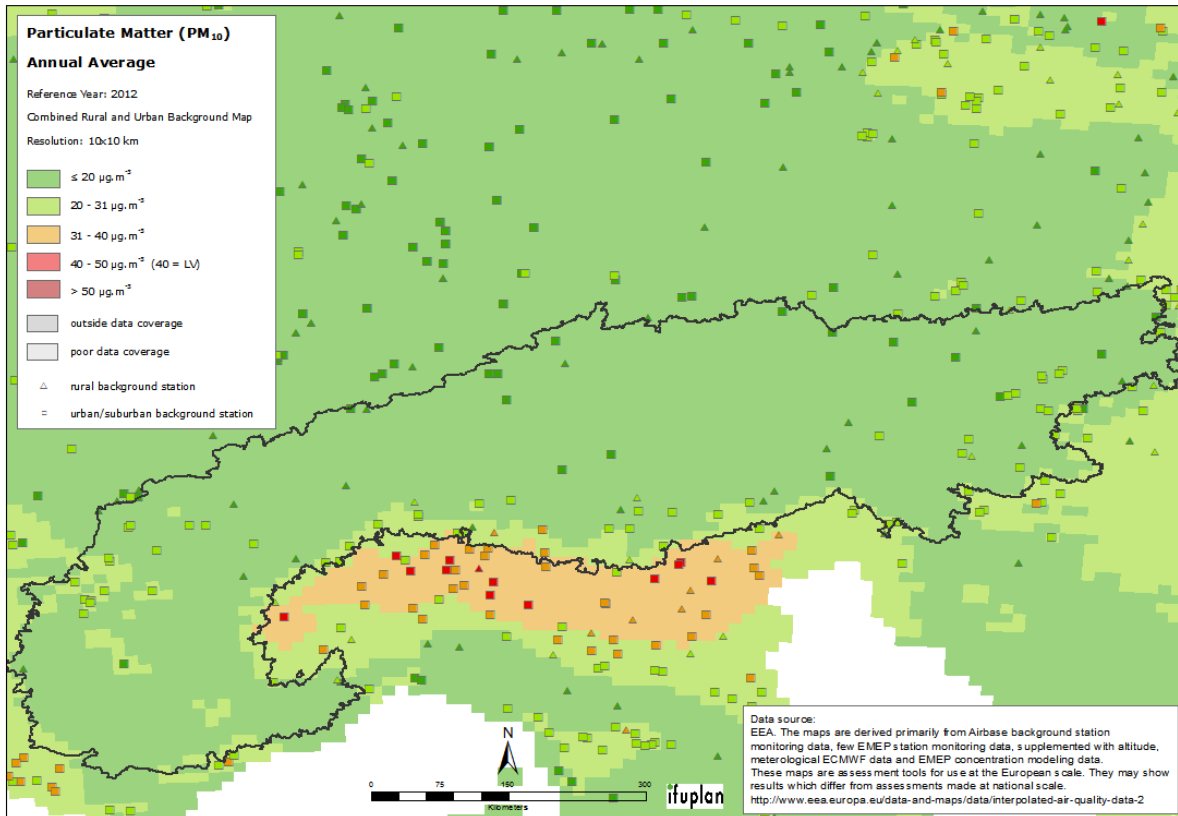 Particulate Matter (PM₁₀)
Annual Average
Reference Year: 2012
Combined Rural and Urban Background Map
Resolution: 10x10 km
≤ 20 µg.m⁻³
20 - 31 µg.m⁻³
31 - 40 µg.m⁻³
40 - 50 µg.m⁻³ (40 = LV)
> 50 µg.m⁻³
outside data coverage
poor data coverage
rural background station
urban/suburban background station
N
0 75 150 300
Kilometers
ifuplan
Data source:
EEA. The maps are derived primarily from Airbase background station
monitoring data, few EMEP station monitoring data, supplemented with altitude,
meterological ECMWF data and EMEP concentration modeling data.
These maps are assessment tools for use at the European scale. They may show
results which differ from assessments made at national scale.
http://www.eea.europa.eu/data-and-maps/data/interpolated-air-quality-data-2